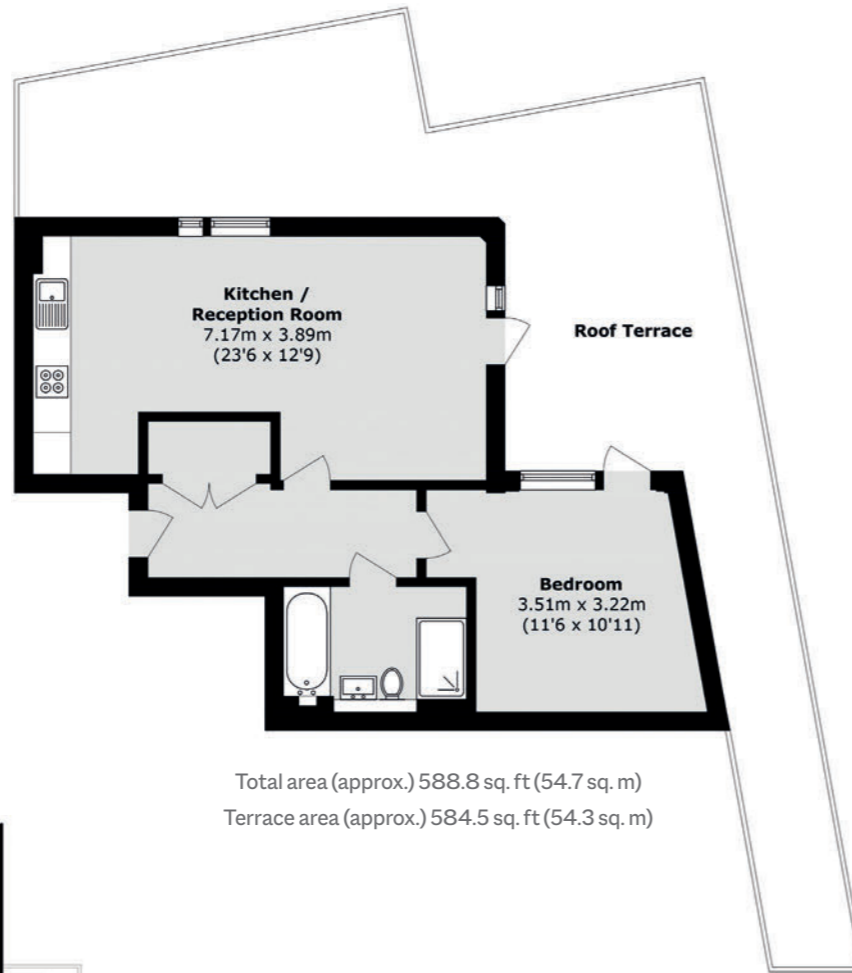 Kitchen /
Reception Room
7.17m x 3.89m
(23'6 x 12'9)
Roof Terrace
Bedroom
3.51m x 3.22m
(11'6 x 10'11)
Total area (approx.) 588.8 sq. ft (54.7 sq. m)
Terrace area (approx.) 584.5 sq. ft (54.3 sq. m)